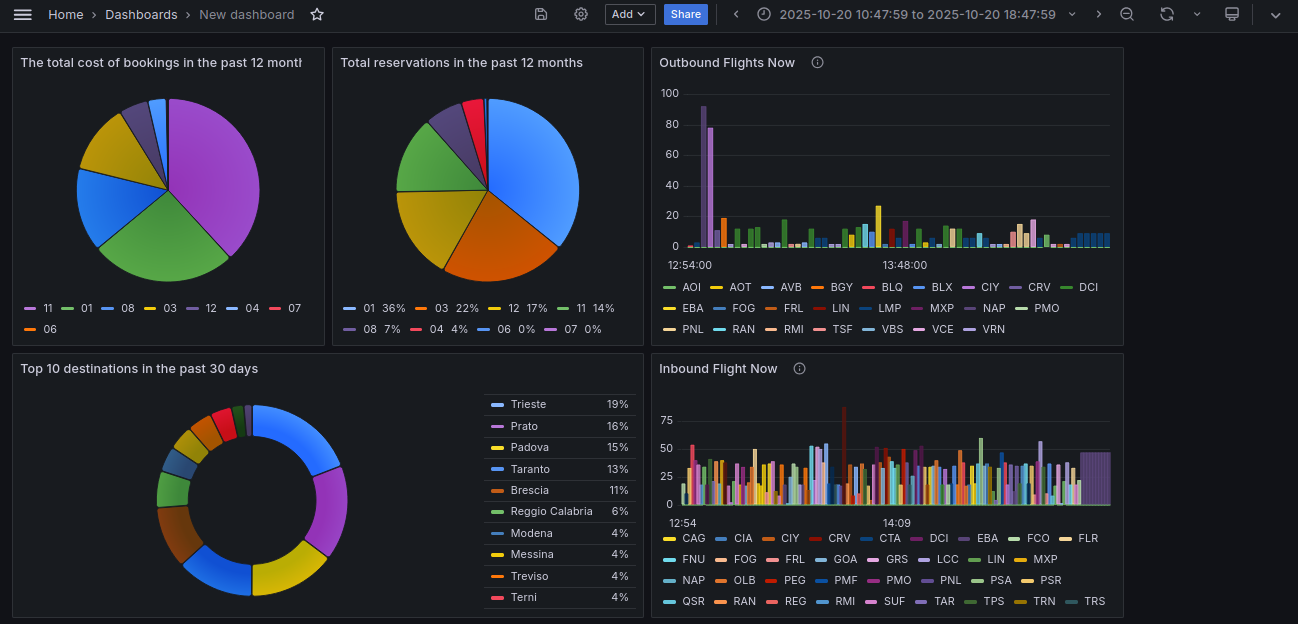 Home › Dashboards › New dashboard
Add
Share
2025-10-20 10:47:59 to 2025-10-20 18:47:59
The total cost of bookings in the past 12 month
11 01 08 03 12 04 07
06
Total reservations in the past 12 months
01 36% 03 22% 12 17% 11 14%
08 7% 04 4% 06 0% 07 0%
Outbound Flights Now
100
80
60
40
20
0
12:54:00 13:48:00
AOI AOT AVB BGY BLQ BLX CIY CRV DCI
EBA FOG FRL LIN LMP MXP NAP PMO
PNL RAN RMI TSF VBS VCE VRN
Top 10 destinations in the past 30 days
Trieste 19%
Prato 16%
Padova 15%
Taranto 13%
Brescia 11%
Reggio Calabria 6%
Modena 4%
Messina 4%
Treviso 4%
Terni 4%
Inbound Flight Now
75
50
25
0
12:54 14:09
CAG CIA CIY CRV CTA DCI EBA FCO FLR
FNU FOG FRL GOA GRS LCC LIN MXP
NAP OLB PEG PMF PMO PNL PSA PSR
QSR RAN REG RMI SUF TAR TPS TRN TRS